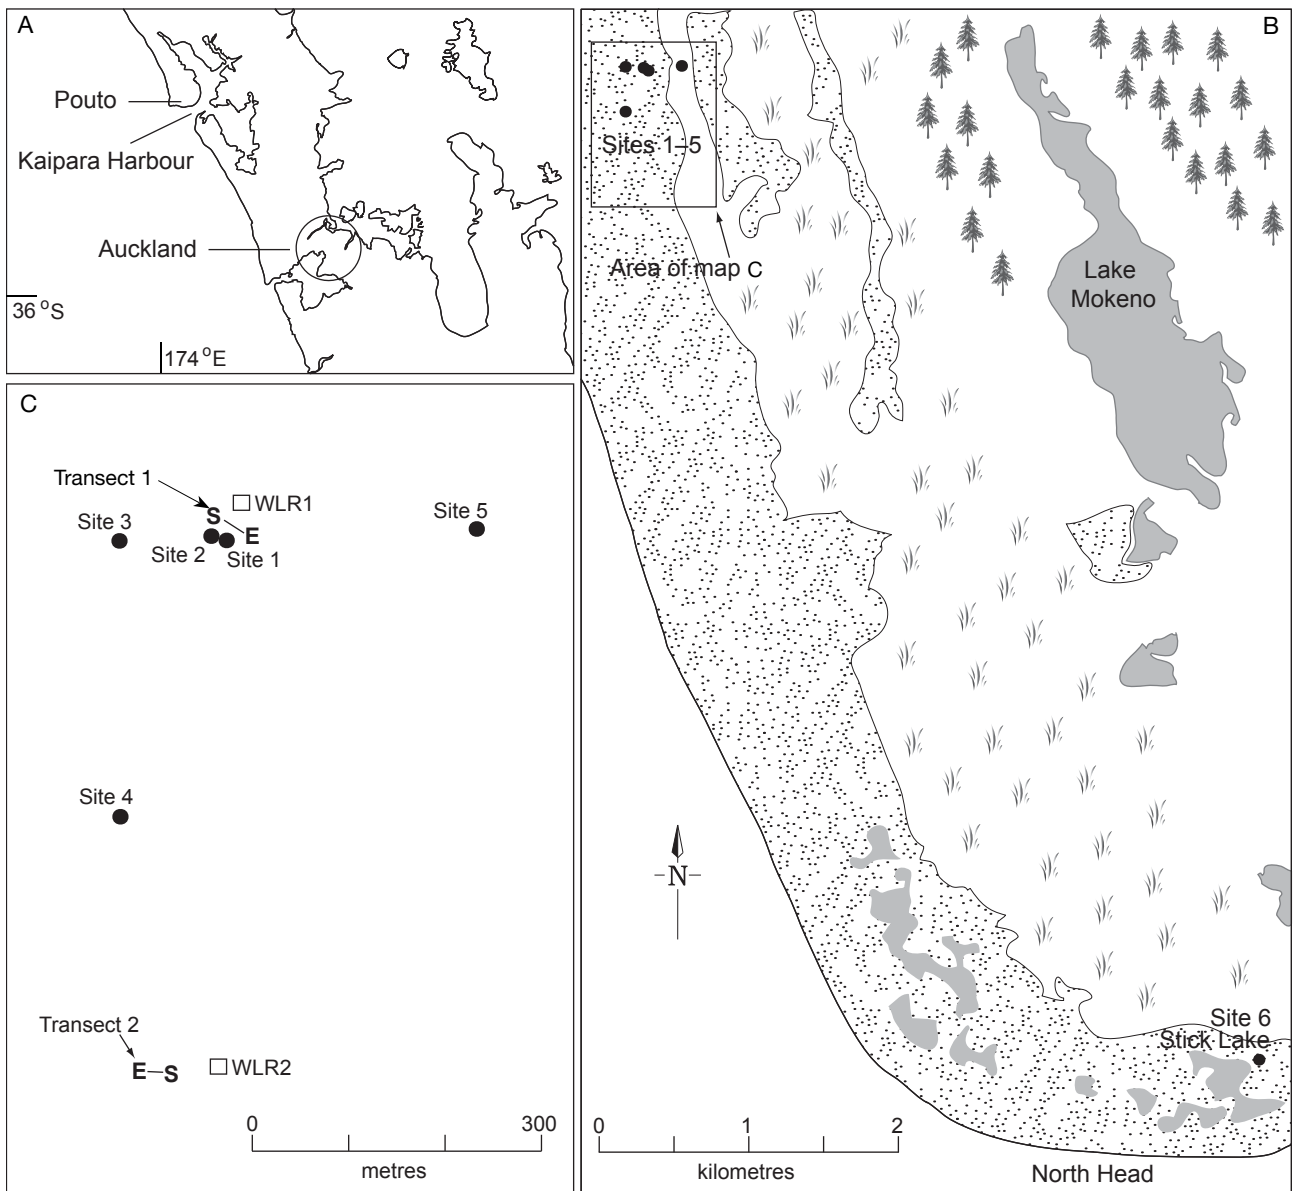 A
Pouto
Kaipara Harbour
Auckland
36 °S
174 °E
B
Sites 1–5
Area of map C
Lake
Mokeno
N
Site 6
Stick Lake
0 1 2
kilometres
North Head
C
Transect 1
S
WLR1
E
Site 3
Site 2
Site 1
Site 5
Site 4
Transect 2
E
S
WLR2
0 300
metres